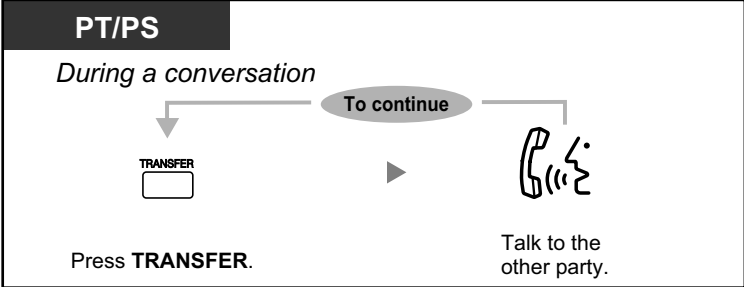 PT/PS
During a conversation
To continue
TRANSFER
Press TRANSFER.
Talk to the
other party.